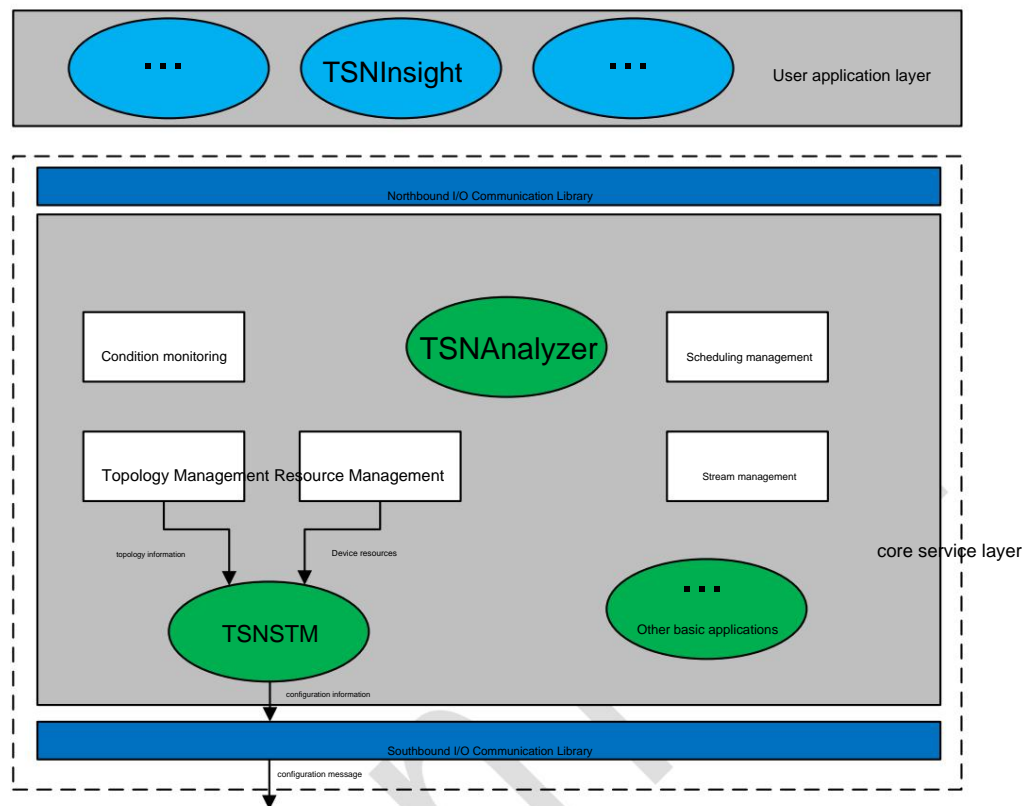 ...
TSNInsight
...
User application layer
Northbound I/O Communication Library
Condition monitoring
TSNAnalyzer
Scheduling management
Topology Management Resource Management
Stream management
topology information
Device resources
core service layer
TSNSTM
...
Other basic applications
configuration information
Southbound I/O Communication Library
configuration message